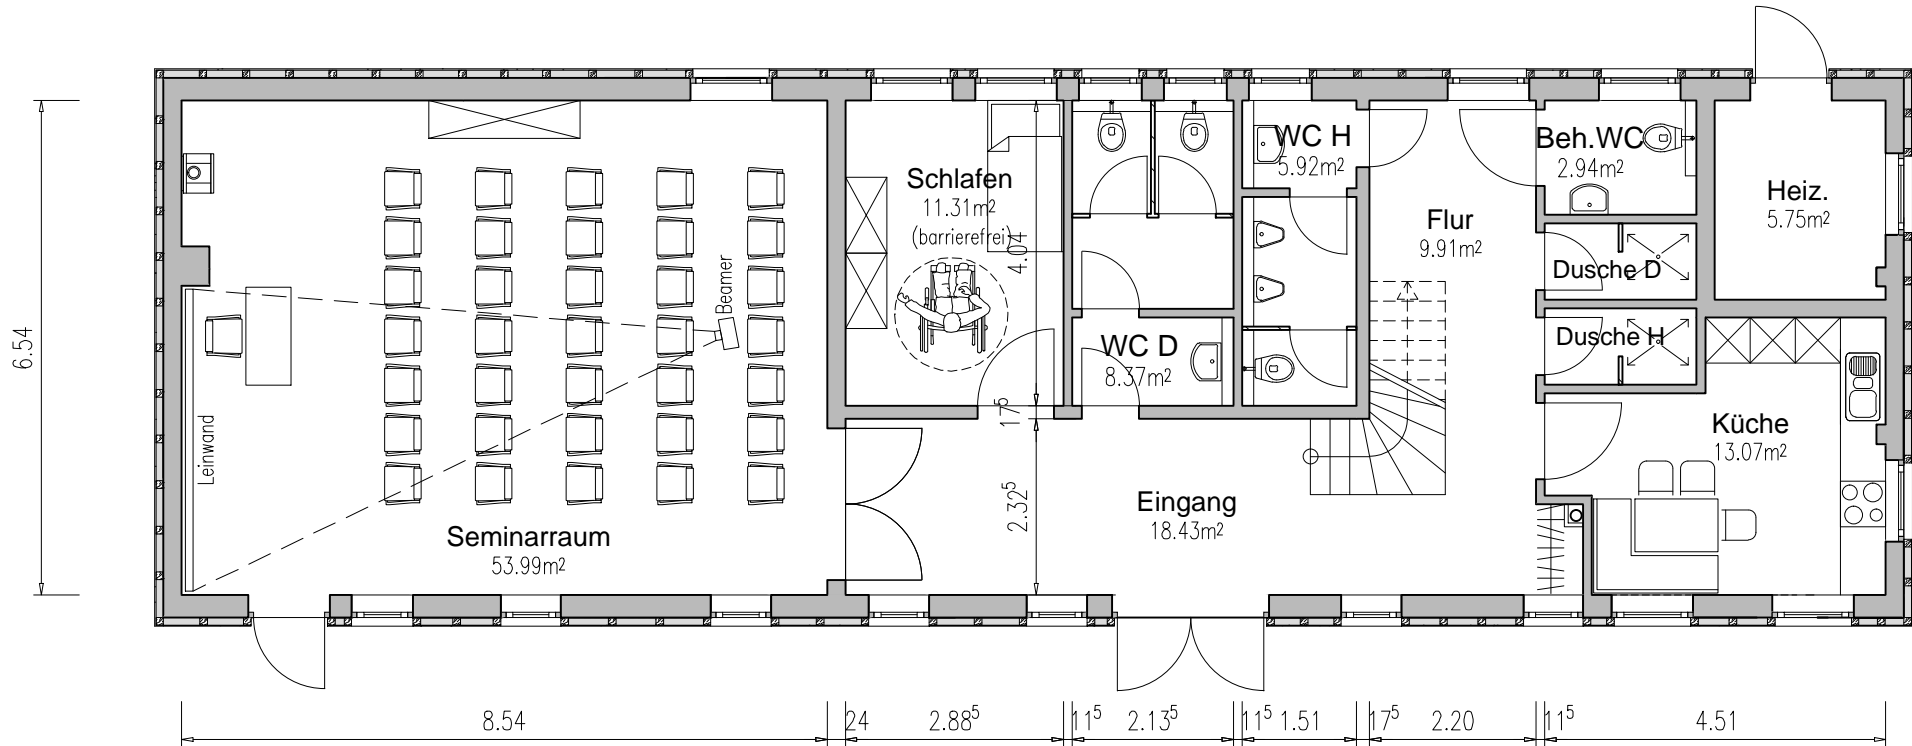 WC H
5.92m²
Beh.WC
2.94m²
Schlafen
11.31m²
(barrierefrei)
4.04
Flur
9.91m²
Heiz.
5.75m²
Dusche D
Dusche H
Beamer
6.54
WC D
8.37m²
Leinwand
17⁵
Küche
13.07m²
2.32⁵
Eingang
18.43m²
Seminarraum
53.99m²
8.54
24
2.88⁵
11⁵
2.13⁵
11⁵
1.51
17⁵
2.20
11⁵
4.51